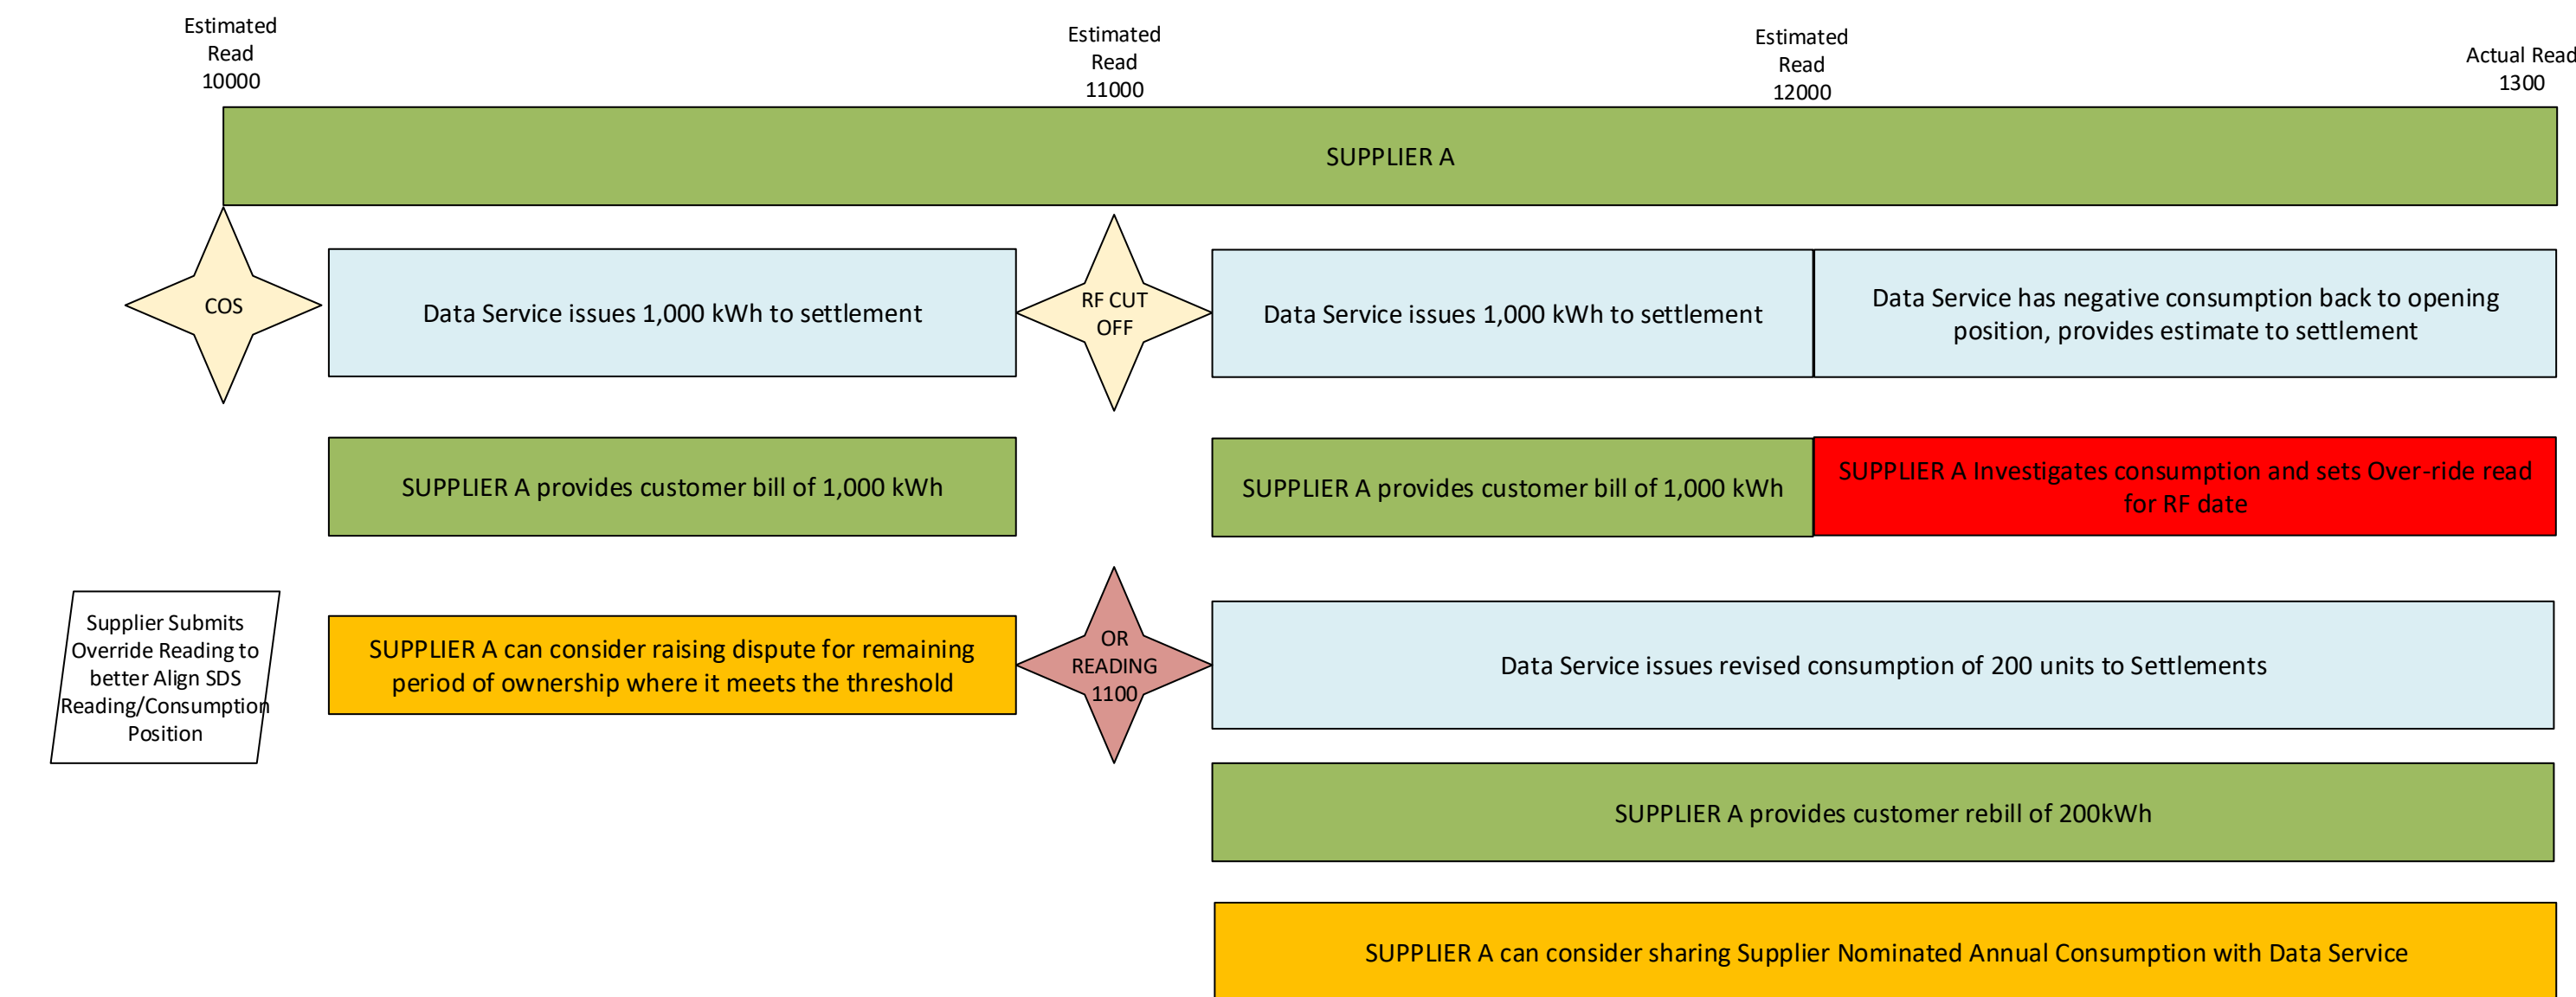 Estimated
Read
10000
Estimated
Read
11000
Estimated
Read
12000
Actual Read
1300
SUPPLIER A
COS
Data Service issues 1,000 kWh to settlement
RF CUT
OFF
Data Service issues 1,000 kWh to settlement
Data Service has negative consumption back to opening
position, provides estimate to settlement
SUPPLIER A provides customer bill of 1,000 kWh
SUPPLIER A provides customer bill of 1,000 kWh
SUPPLIER A Investigates consumption and sets Over-ride read
for RF date
Supplier Submits
Override Reading to
better Align SDS
Reading/Consumption
Position
SUPPLIER A can consider raising dispute for remaining
period of ownership where it meets the threshold
OR
READING
1100
Data Service issues revised consumption of 200 units to Settlements
SUPPLIER A provides customer rebill of 200kWh
SUPPLIER A can consider sharing Supplier Nominated Annual Consumption with Data Service